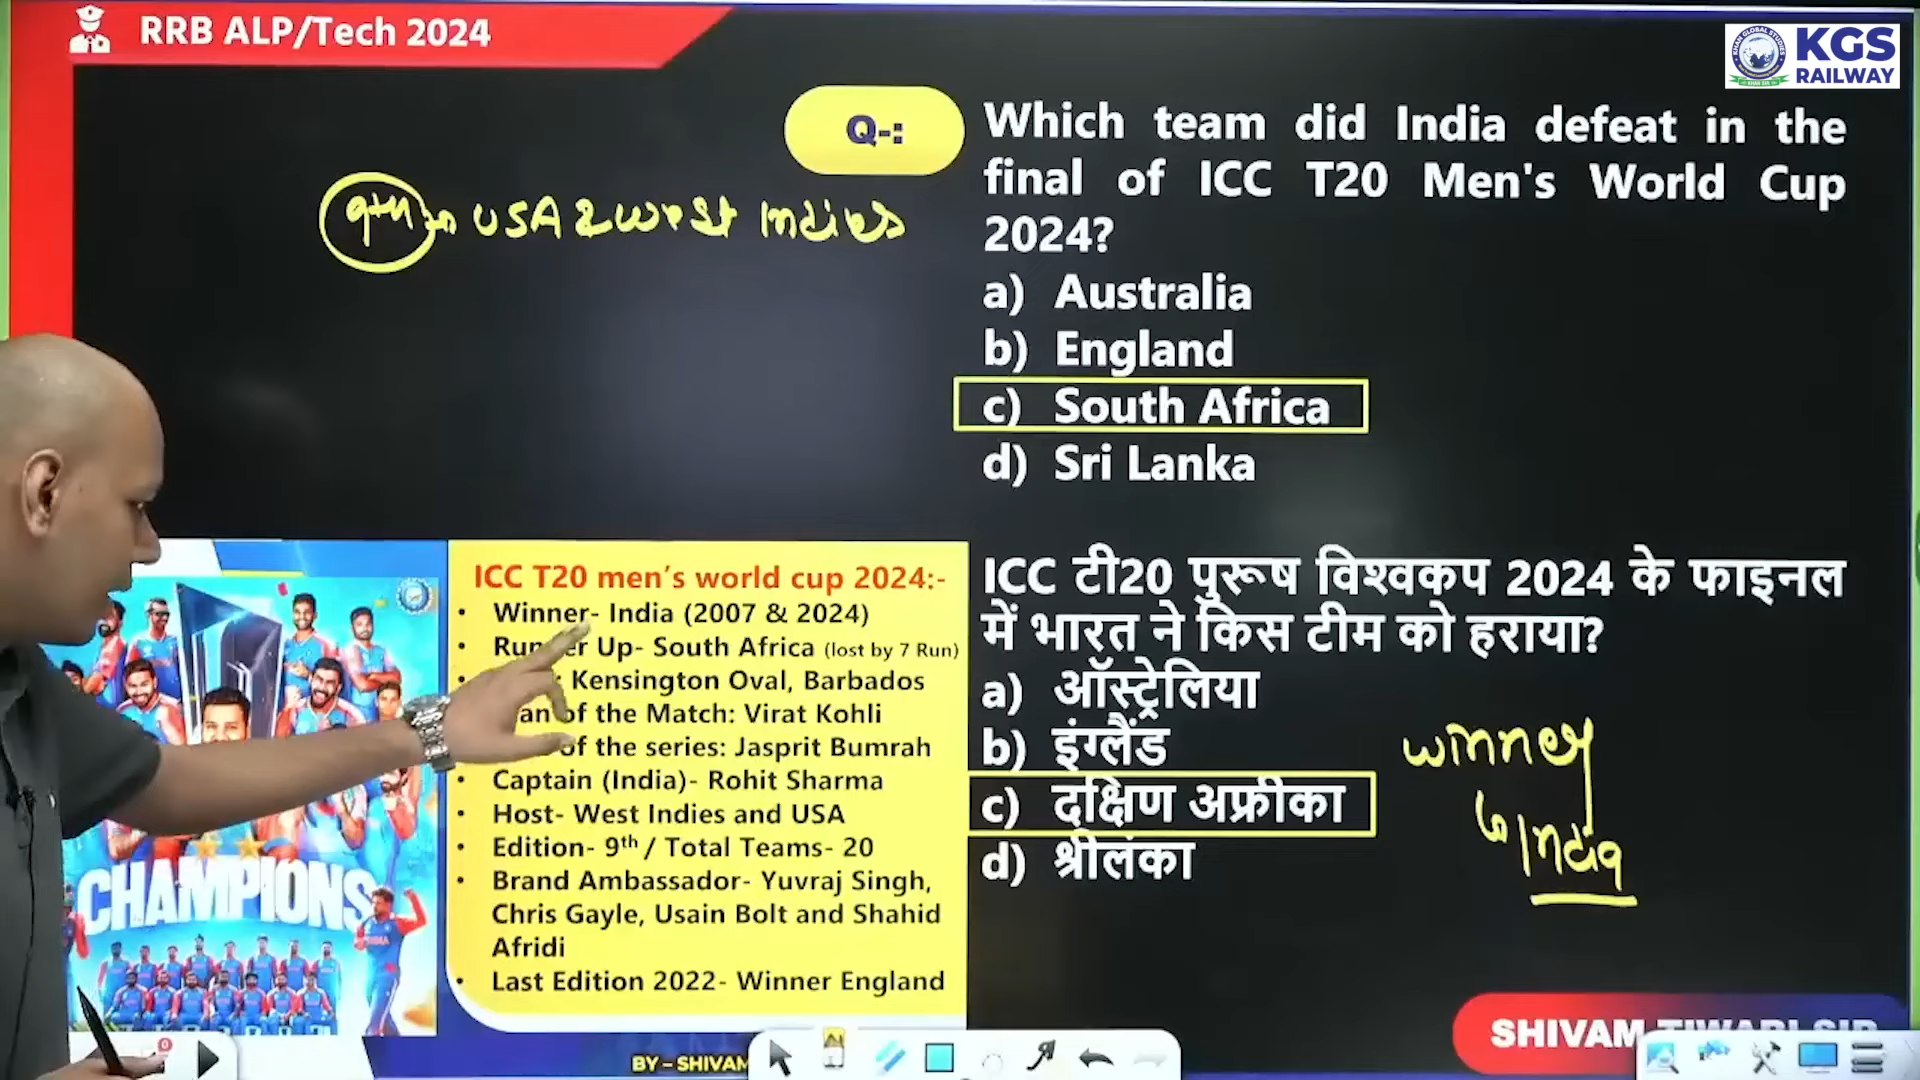 RRB ALP/Tech 2024
KGS
RAILWAY
Q-:
Which team did India defeat in the
final of ICC T20 Men's World Cup
2024?
a) Australia
b) England
c) South Africa
d) Sri Lanka
9th USA & West Indies
ICC T20 men's world cup 2024:-
• Winner- India (2007 & 2024)
• Runner Up- South Africa (lost by 7 Run)
Kensington Oval, Barbados
of the Match: Virat Kohli
of the series: Jasprit Bumrah
• Captain (India)- Rohit Sharma
• Host- West Indies and USA
• Edition- 9th / Total Teams- 20
• Brand Ambassador- Yuvraj Singh,
Chris Gayle, Usain Bolt and Shahid
Afridi
• Last Edition 2022- Winner England
CHAMPIONS
ICC टी20 पुरूष विश्वकप 2024 के फाइनल
में भारत ने किस टीम को हराया?
a) ऑस्ट्रेलिया
b) इंग्लैंड
c) दक्षिण अफ्रीका
d) श्रीलंका
winner
India
BY – SHIVAM
SHIVAM TIWARI SIR